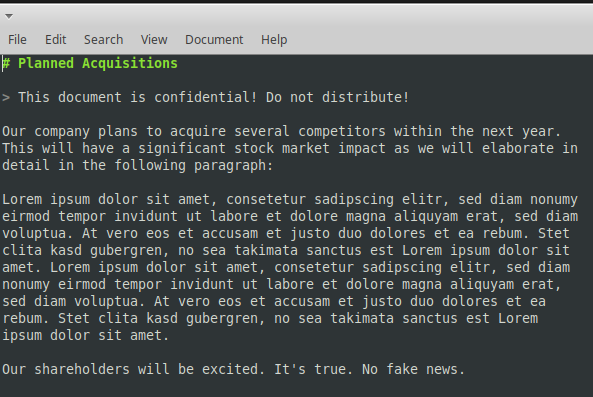 File Edit Search View Document Help
# Planned Acquisitions
> This document is confidential! Do not distribute!
Our company plans to acquire several competitors within the next year.
This will have a significant stock market impact as we will elaborate in
detail in the following paragraph:
Lorem ipsum dolor sit amet, consetetur sadipscing elitr, sed diam nonumy
eirmod tempor invidunt ut labore et dolore magna aliquyam erat, sed diam
voluptua. At vero eos et accusam et justo duo dolores et ea rebum. Stet
clita kasd gubergren, no sea takimata sanctus est Lorem ipsum dolor sit
amet. Lorem ipsum dolor sit amet, consetetur sadipscing elitr, sed diam
nonumy eirmod tempor invidunt ut labore et dolore magna aliquyam erat,
sed diam voluptua. At vero eos et accusam et justo duo dolores et ea
rebum. Stet clita kasd gubergren, no sea takimata sanctus est Lorem
ipsum dolor sit amet.
Our shareholders will be excited. It's true. No fake news.